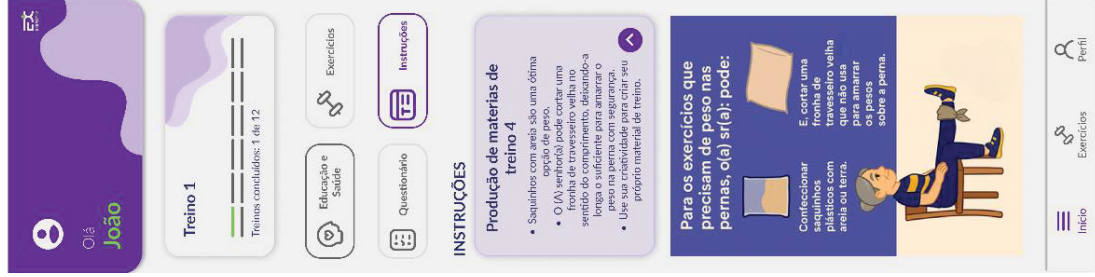 Olá
João
Treino 1
Treinos concluídos: 1 de 12
Educação e
Saúde
Exercícios
Questionário
Instruções
INSTRUÇÕES
Produção de materias de
treino 4
• Saquinhos com areia são uma ótima
opção de peso.
• O (A) senhor(a) pode cortar uma
fronha de travesseiro velha no
sentido do comprimento, deixando-a
longa o suficiente para amarrar o
peso na perna com segurança.
• Use sua criatividade para criar seu
próprio material de treino.
Para os exercícios que
precisam de peso nas
pernas, o(a) sr(a): pode:
Confeccionar
saquinhos
plásticos com
areia ou terra.
E, cortar uma
fronha de
travesseiro velha
que não usa
para amarrar
os pesos
sobre a perna.
Início
Exercícios
Perfil